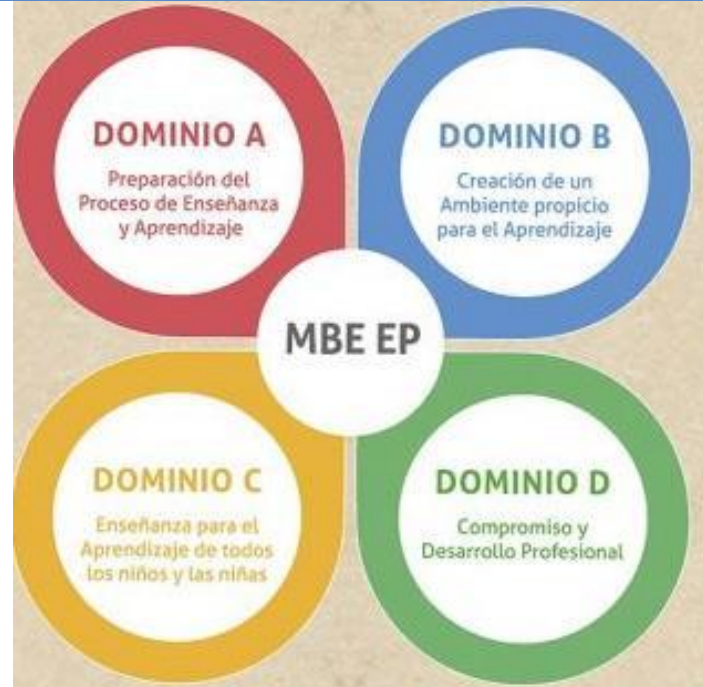 DOMINIO A
Preparación del
Proceso de Enseñanza
y Aprendizaje
DOMINIO B
Creación de un
Ambiente propicio
para el Aprendizaje
MBE EP
DOMINIO C
Enseñanza para el
Aprendizaje de todos
los niños y las niñas
DOMINIO D
Compromiso y
Desarrollo Profesional